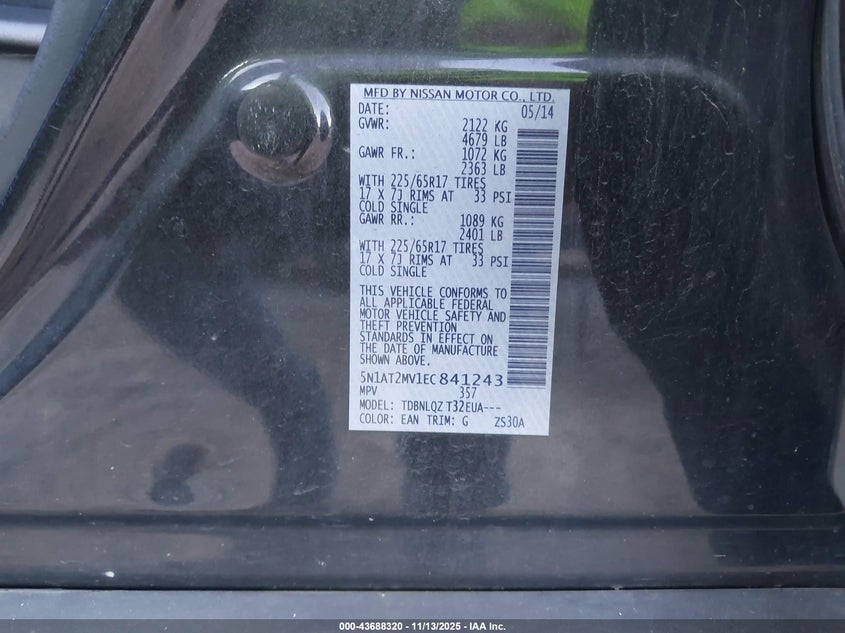 MFD BY NISSAN MOTOR CO., LTD.
DATE: 05/14
GVWR: 2122 KG
4679 LB
GAWR FR.: 1072 KG
2363 LB
WITH 225/65R17 TIRES
17 X 7J RIMS AT 33 PSI
COLD SINGLE
GAWR RR.: 1089 KG
2401 LB
WITH 225/65R17 TIRES
17 X 7J RIMS AT 33 PSI
COLD SINGLE
THIS VEHICLE CONFORMS TO
ALL APPLICABLE FEDERAL
MOTOR VEHICLE SAFETY AND
THEFT PREVENTION
STANDARDS IN EFFECT ON
THE DATE OF MANUFACTURE
SHOWN ABOVE.
5N1AT2MV1EC841243
MPV 357
MODEL: TDBNLQZ T32EUA---
COLOR: EAN TRIM: G ZS30A
000-43688320 - 11/13/2025 - IAA Inc.